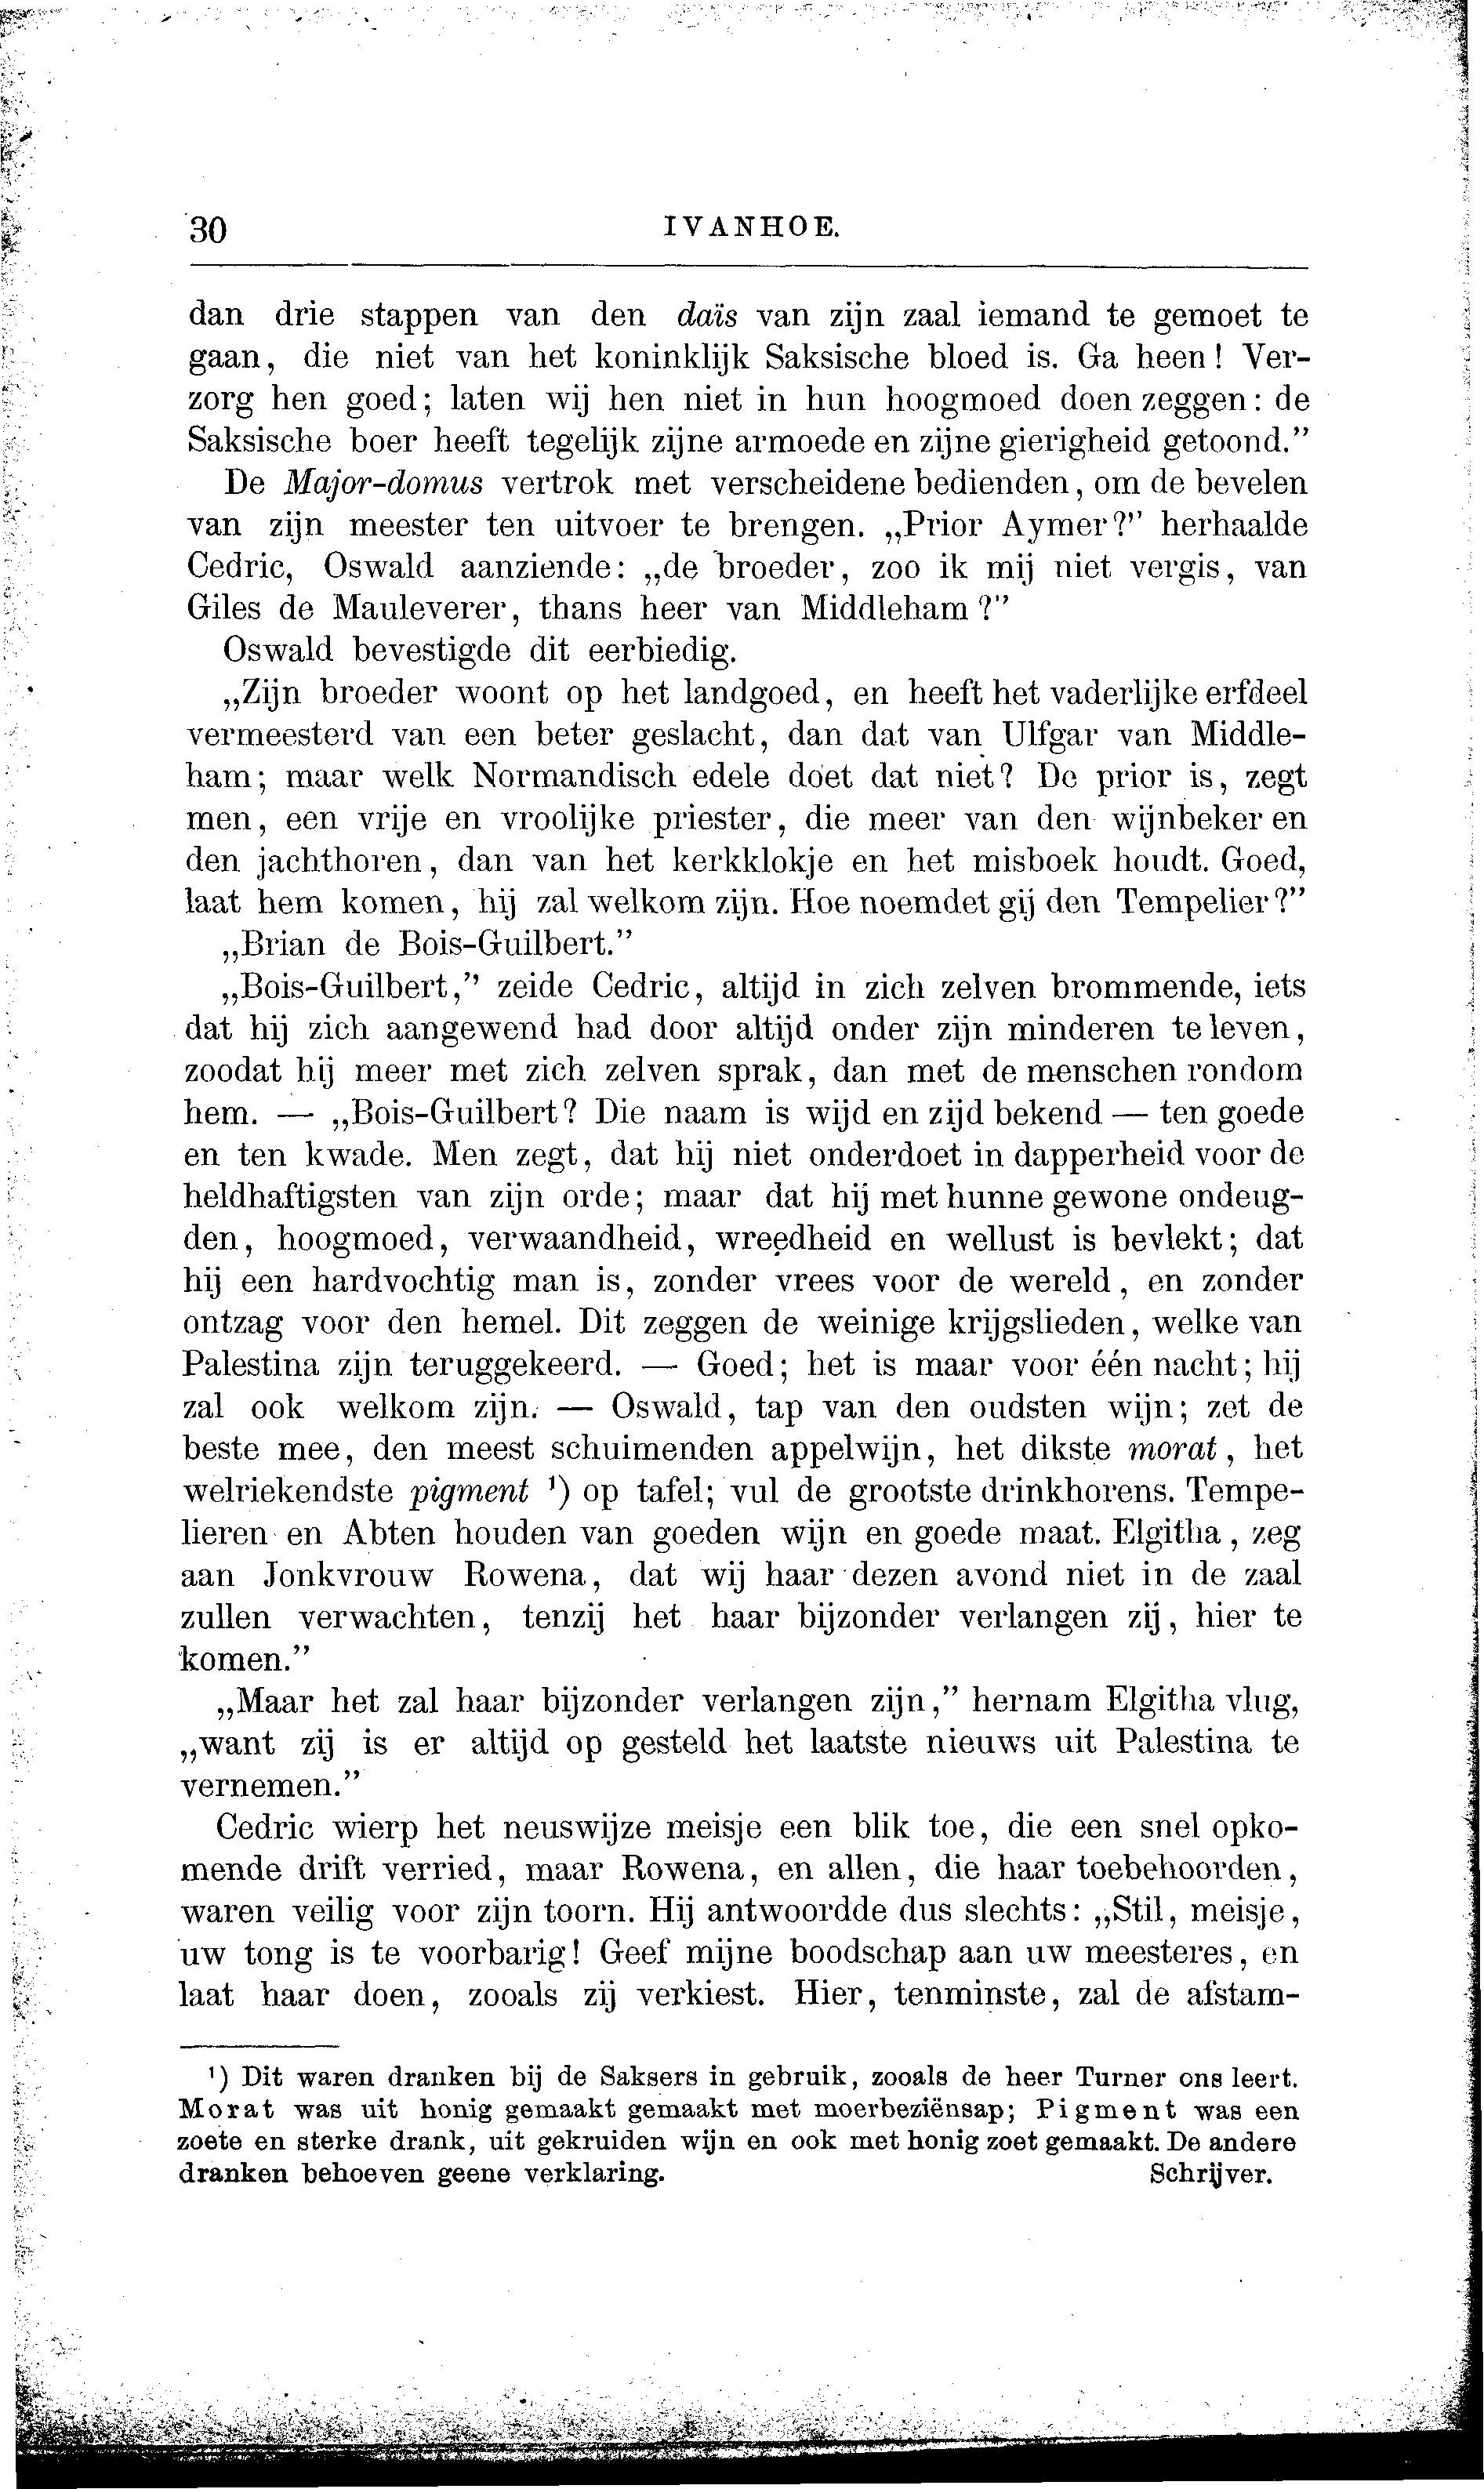 30 IVANHOE.
dan drie stappen van den daïs van zijn zaal iemand te gemoet te
gaan, die niet van het koninklijk Saksische bloed is. Ga heen! Ver-
zorg hen goed; laten wij hen niet in hun hoogmoed doen zeggen: de
Saksische boer heeft tegelijk zijne armoede en zijne gierigheid getoond.”
De Major-domus vertrok met verscheidene bedienden, om de bevelen
van zijn meester ten uitvoer te brengen. „Prior Aymer?” herhaalde
Cedric, Oswald aanziende: „de broeder, zoo ik mij niet vergis, van
Giles de Mauleverer, thans heer van Middleham?”
Oswald bevestigde dit eerbiedig.
„Zijn broeder woont op het landgoed, en heeft het vaderlijke erfdeel
vermeesterd van een beter geslacht, dan dat van Ulfgar van Middle-
ham; maar welk Normandisch edele doet dat niet? De prior is, zegt
men, een vrije en vroolijke priester, die meer van den wijnbeker en
den jachthoren, dan van het kerkklokje en het misboek houdt. Goed,
laat hem komen, hij zal welkom zijn. Hoe noemdet gij den Tempelier?”
„Brian de Bois-Guilbert.”
„Bois-Guilbert,” zeide Cedric, altijd in zich zelven brommende, iets
dat hij zich aangewend had door altijd onder zijn minderen te leven,
zoodat hij meer met zich zelven sprak, dan met de menschen rondom
hem. — „Bois-Guilbert? Die naam is wijd en zijd bekend — ten goede
en ten kwade. Men zegt, dat hij niet onderdoet in dapperheid voor de
heldhaftigsten van zijn orde; maar dat hij met hunne gewone ondeug-
den, hoogmoed, verwaandheid, wreedheid en wellust is bevlekt; dat
hij een hardvochtig man is, zonder vrees voor de wereld, en zonder
ontzag voor den hemel. Dit zeggen de weinige krijgslieden, welke van
Palestina zijn teruggekeerd. — Goed; het is maar voor één nacht; hij
zal ook welkom zijn. — Oswald, tap van den oudsten wijn; zet de
beste mee, den meest schuimenden appelwijn, het dikste morat, het
welriekendste pigment ¹) op tafel; vul de grootste drinkhorens. Tempe-
lieren en Abten houden van goeden wijn en goede maat. Elgitha, zeg
aan Jonkvrouw Rowena, dat wij haar dezen avond niet in de zaal
zullen verwachten, tenzij het haar bijzonder verlangen zij, hier te
komen.”
„Maar het zal haar bijzonder verlangen zijn,” hernam Elgitha vlug,
„want zij is er altijd op gesteld het laatste nieuws uit Palestina te
vernemen.”
Cedric wierp het neuswijze meisje een blik toe, die een snel opko-
mende drift verried, maar Rowena, en allen, die haar toebehoorden,
waren veilig voor zijn toorn. Hij antwoordde dus slechts: „Stil, meisje,
uw tong is te voorbarig! Geef mijne boodschap aan uw meesteres, en
laat haar doen, zooals zij verkiest. Hier, tenminste, zal de afstam-
¹) Dit waren dranken bij de Saksers in gebruik, zooals de heer Turner ons leert.
Morat was uit honig gemaakt gemaakt met moerbeziënsap; Pigment was een
zoete en sterke drank, uit gekruiden wijn en ook met honig zoet gemaakt. De andere
dranken behoeven geene verklaring. Schrijver.